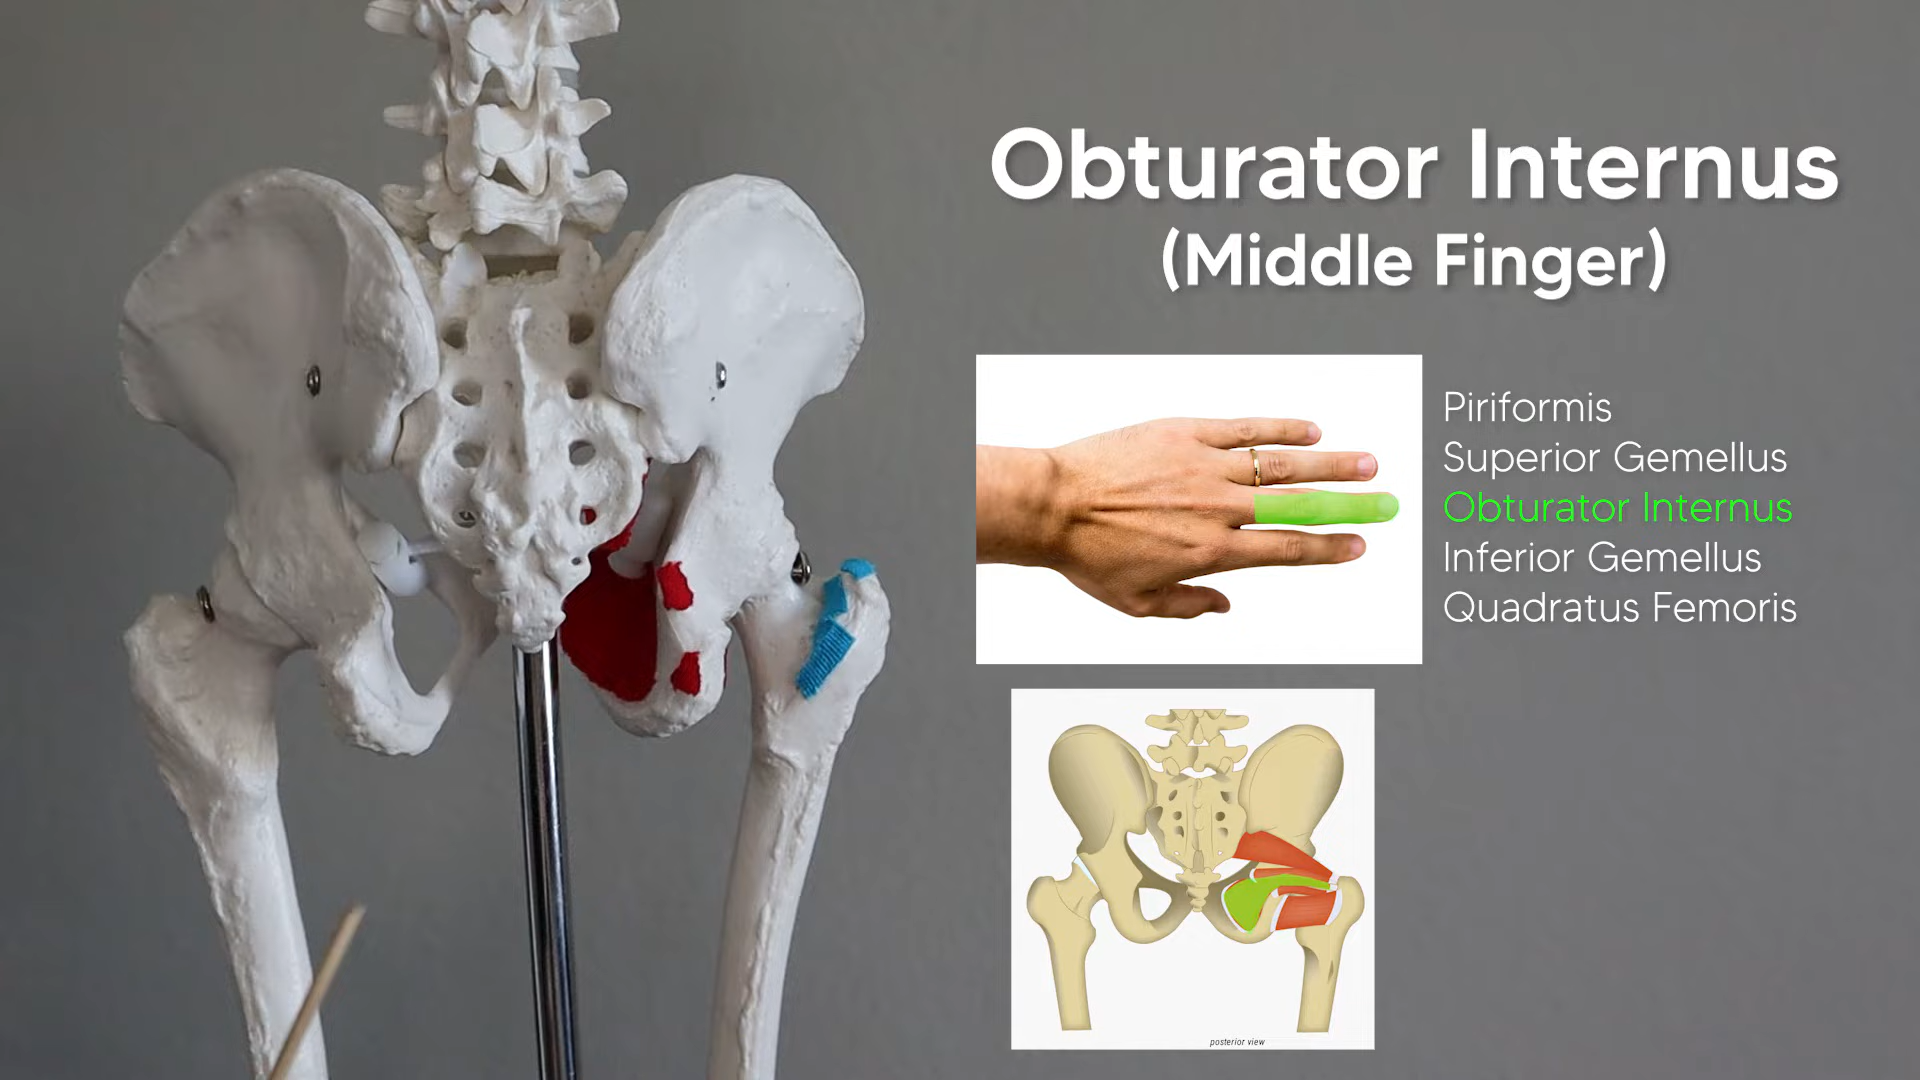 Obturator Internus
(Middle Finger)
Piriformis
Superior Gemellus
Obturator Internus
Inferior Gemellus
Quadratus Femoris
posterior view